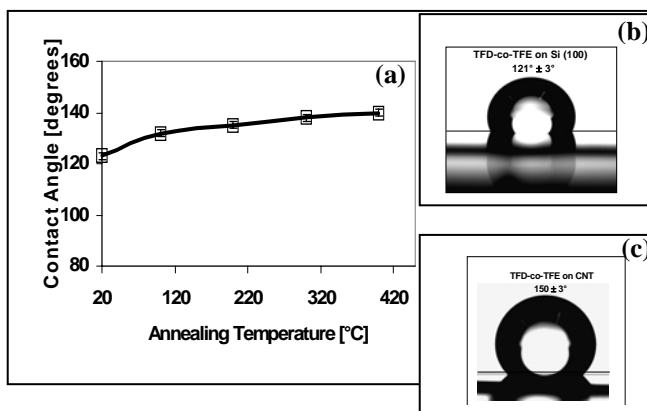 (a)
160
140
120
100
80
20
120
220
320
420
Contact Angle [degrees]
Annealing Temperature [°C]
(b)
TFD-co-TFE on Si (100)
121° ± 3°
(c)
TFD-co-TFE on CNT
150 ± 3°